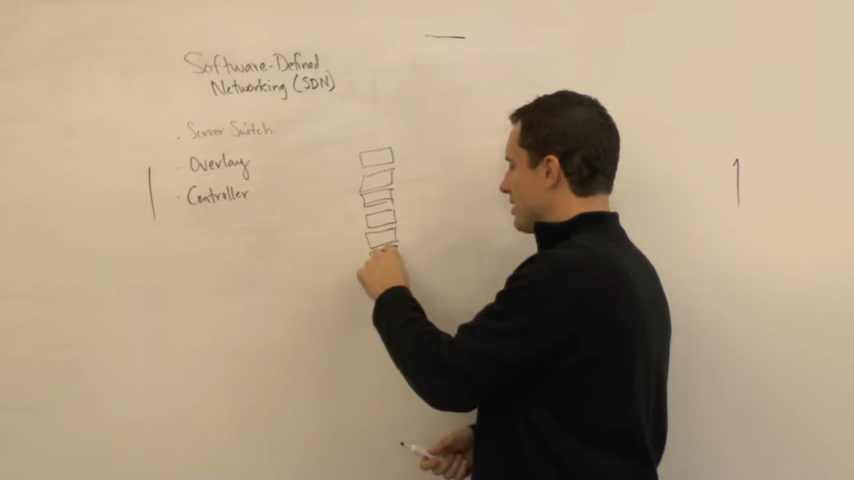 Software-Defined
Networking (SDN)
· Server Switch
· Overlay
· Controller